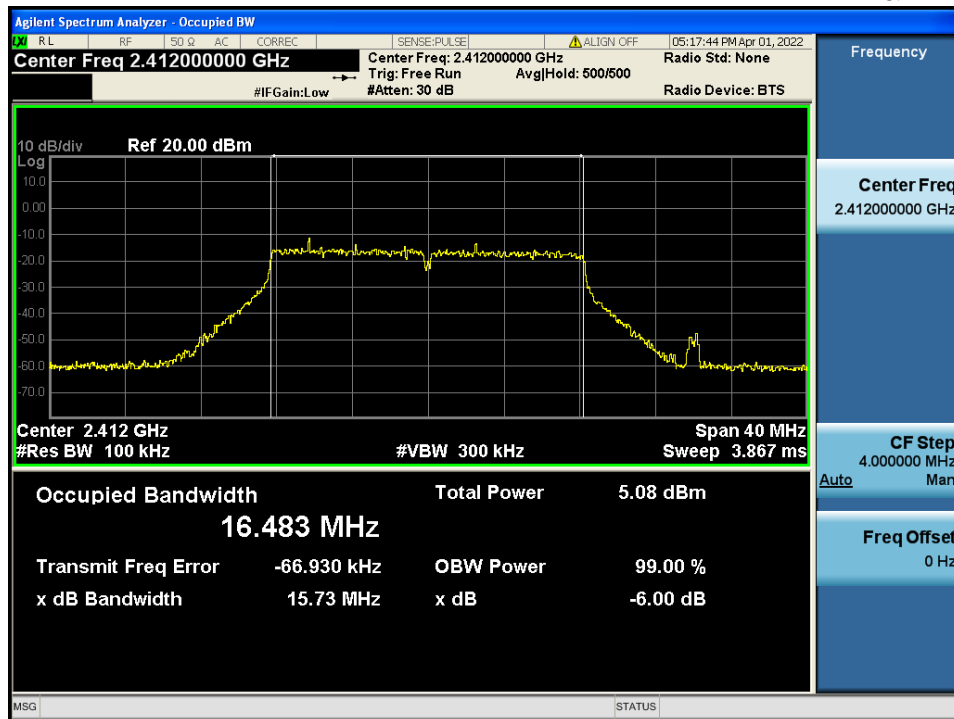 Agilent Spectrum Analyzer - Occupied BW
LXI RL RF 50 Ω AC CORREC SENSE:PULSE ALIGN OFF 05:17:44 PM Apr 01, 2022
Center Freq 2.412000000 GHz
Center Freq: 2.412000000 GHz Radio Std: None
Trig: Free Run Avg|Hold: 500/500
#IFGain:Low #Atten: 30 dB Radio Device: BTS
10 dB/div Ref 20.00 dBm
Log
10.0
0.00
-10.0
-20.0
-30.0
-40.0
-50.0
-60.0
-70.0
Center 2.412 GHz Span 40 MHz
#Res BW 100 kHz #VBW 300 kHz Sweep 3.867 ms
Occupied Bandwidth Total Power 5.08 dBm
16.483 MHz
Transmit Freq Error -66.930 kHz OBW Power 99.00 %
x dB Bandwidth 15.73 MHz x dB -6.00 dB
Frequency
Center Freq
2.412000000 GHz
CF Step
4.000000 MHz
Auto Man
Freq Offset
0 Hz
MSG STATUS